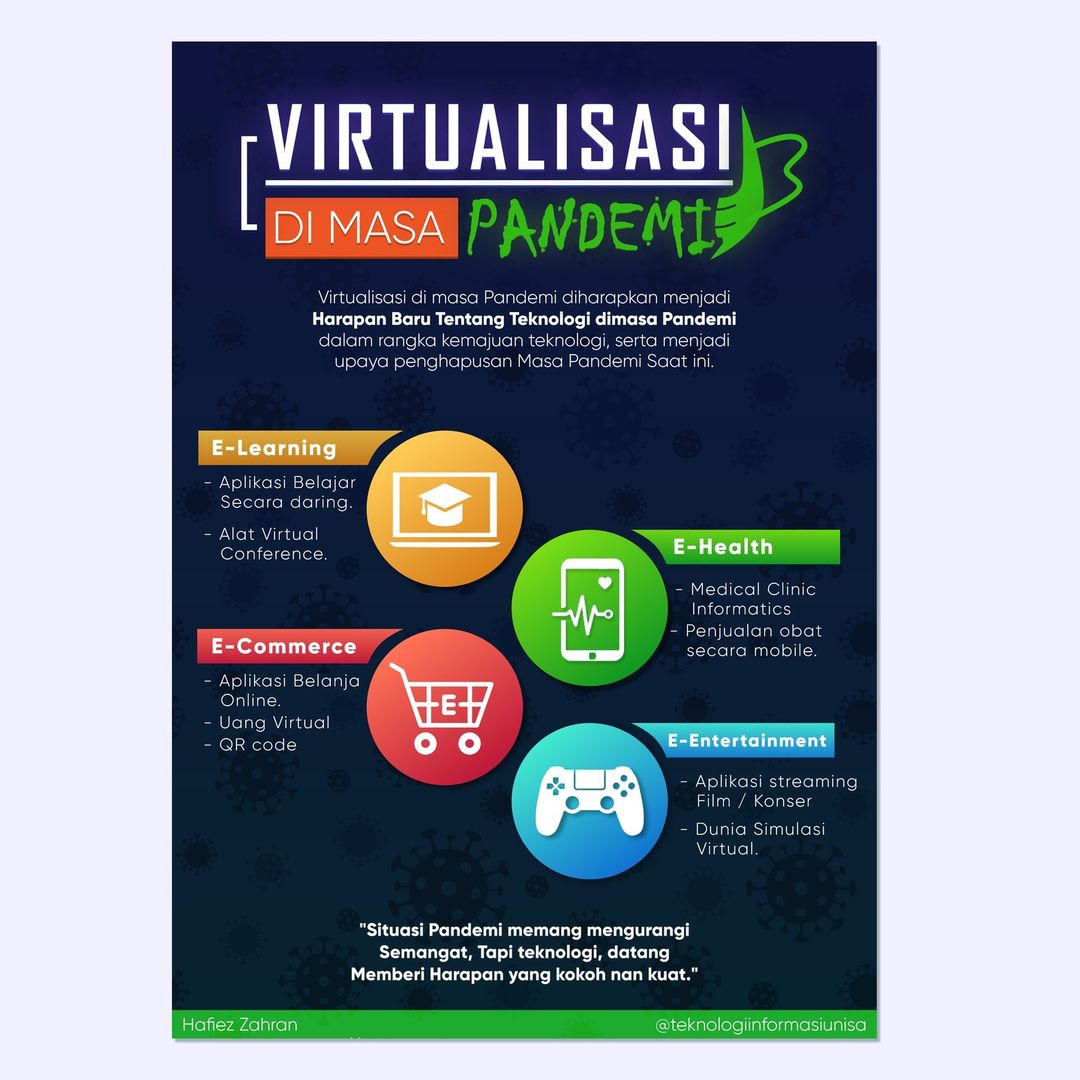 VIRTUALISASI
DI MASA PANDEMI
Virtualisasi di masa Pandemi diharapkan menjadi
Harapan Baru Tentang Teknologi dimasa Pandemi
dalam rangka kemajuan teknologi, serta menjadi
upaya penghapusan Masa Pandemi Saat ini.
E-Learning
- Aplikasi Belajar
Secara daring.
- Alat Virtual
Conference.
E-Health
- Medical Clinic
Informatics
- Penjualan obat
secara mobile.
E-Commerce
- Aplikasi Belanja
Online.
- Uang Virtual
- QR code
E
E-Entertainment
- Aplikasi streaming
Film / Konser
- Dunia Simulasi
Virtual.
"Situasi Pandemi memang mengurangi
Semangat, Tapi teknologi, datang
Memberi Harapan yang kokoh nan kuat."
Hafiez Zahran
@teknologiinformasiunisa